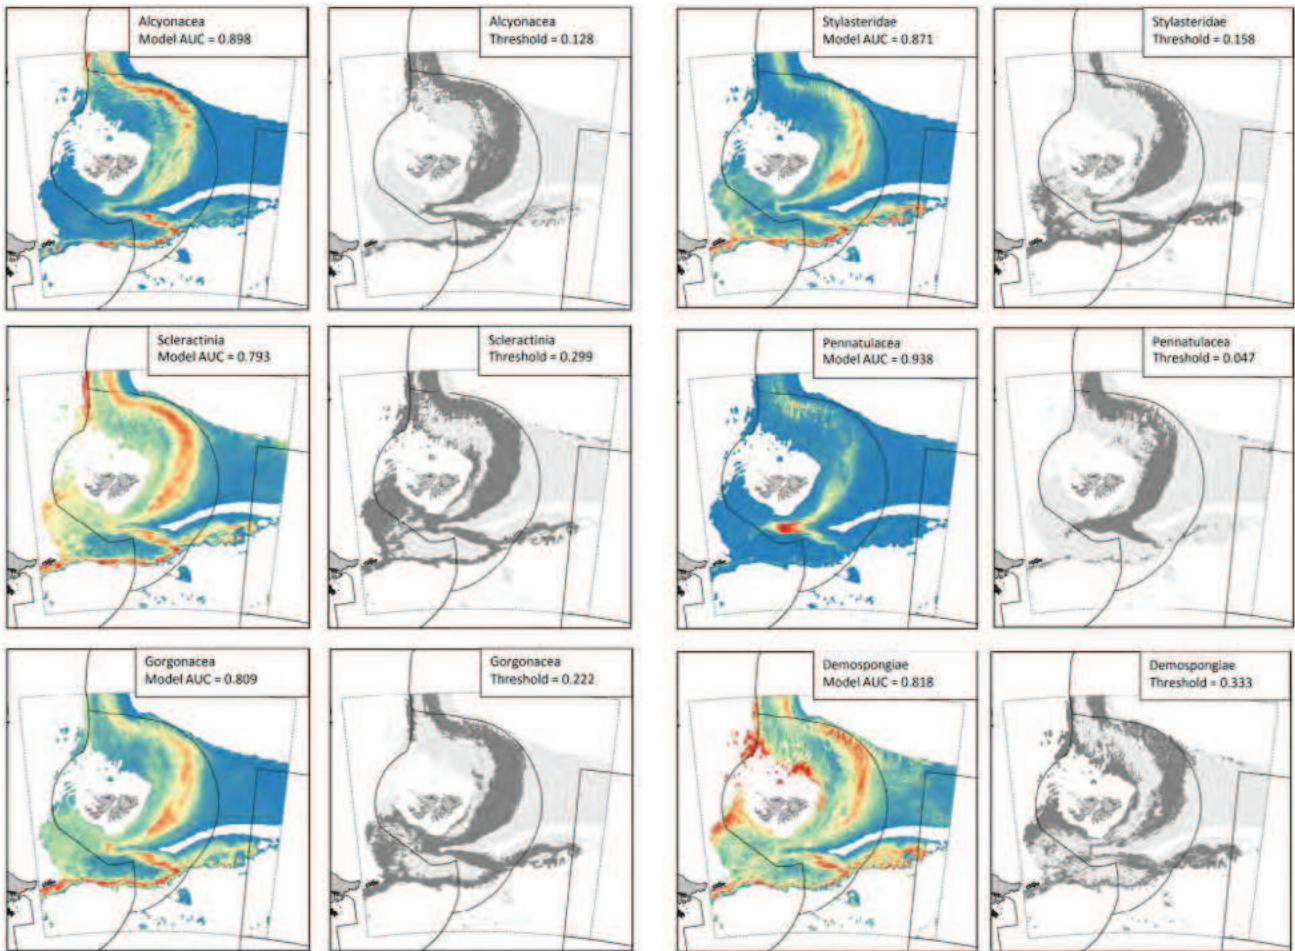 Alcyonacea
Model AUC = 0.898
Alcyonacea
Threshold = 0.128
Stylasteridae
Model AUC = 0.871
Stylasteridae
Threshold = 0.158
Scleractinia
Model AUC = 0.793
Scleractinia
Threshold = 0.299
Pennatulacea
Model AUC = 0.938
Pennatulacea
Threshold = 0.047
Gorgonacea
Model AUC = 0.809
Gorgonacea
Threshold = 0.222
Demospongiae
Model AUC = 0.818
Demospongiae
Threshold = 0.333